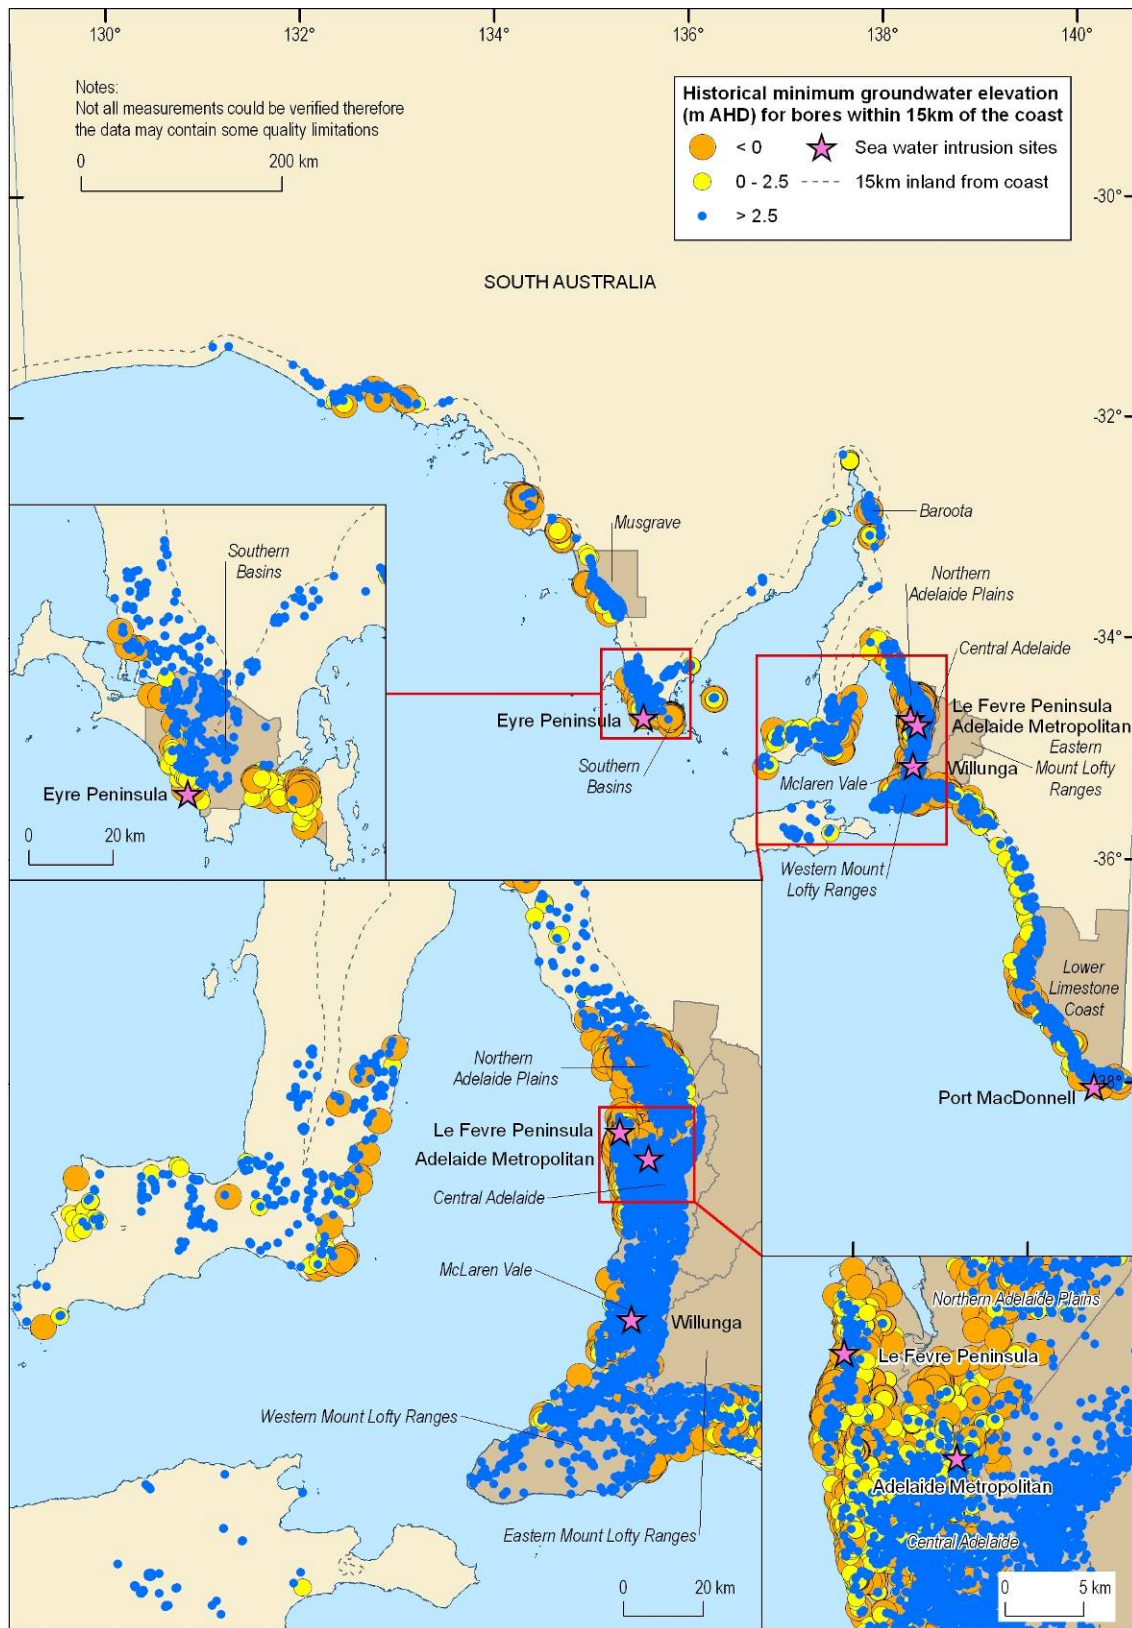 130°
132°
134°
136°
138°
140°
Notes:
Not all measurements could be verified therefore
the data may contain some quality limitations
0
200 km
Historical minimum groundwater elevation
(m AHD) for bores within 15km of the coast
< 0
Sea water intrusion sites
0 - 2.5
15km inland from coast
> 2.5
-30°
SOUTH AUSTRALIA
-32°
Musgrave
Baroota
Northern
Adelaide Plains
-34°
Central Adelaide
Le Fevre Peninsula
Adelaide Metropolitan
Eyre Peninsula
Eastern
Mount Lofty
Ranges
Southern
Basins
Mclaren Vale
Willunga
-36°
Western Mount
Lofty Ranges
Lower
Limestone
Coast
-38°
Port MacDonnell
Southern
Basins
Eyre Peninsula
0
20 km
Northern
Adelaide Plains
Le Fevre Peninsula
Adelaide Metropolitan
Central Adelaide
McLaren Vale
Willunga
Western Mount Lofty Ranges
Eastern Mount Lofty Ranges
0
20 km
Northern Adelaide Plains
Le Fevre Peninsula
Adelaide Metropolitan
Central Adelaide
0
5 km